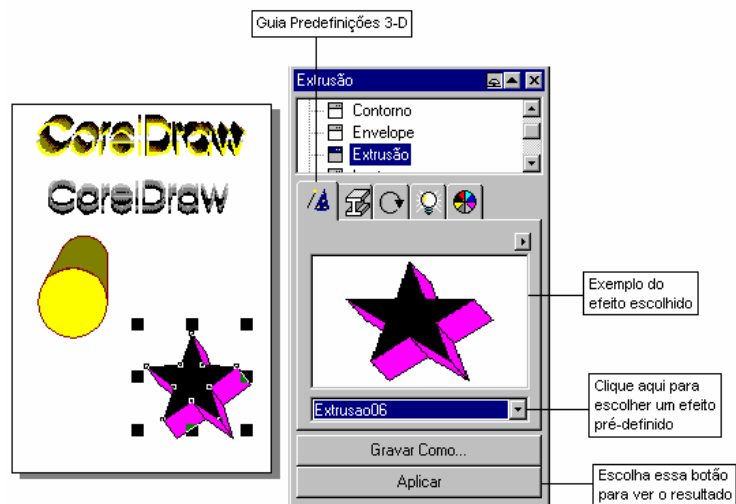 Guia Predefinições 3-D
Extrusão
Contorno
Envelope
Extrusão
CorelDraw
CorelDraw
Exemplo do
efeito escolhido
Extrusao06
Clique aqui para
escolher um efeito
pré-definido
Gravar Como...
Aplicar
Escolha essa botão
para ver o resultado